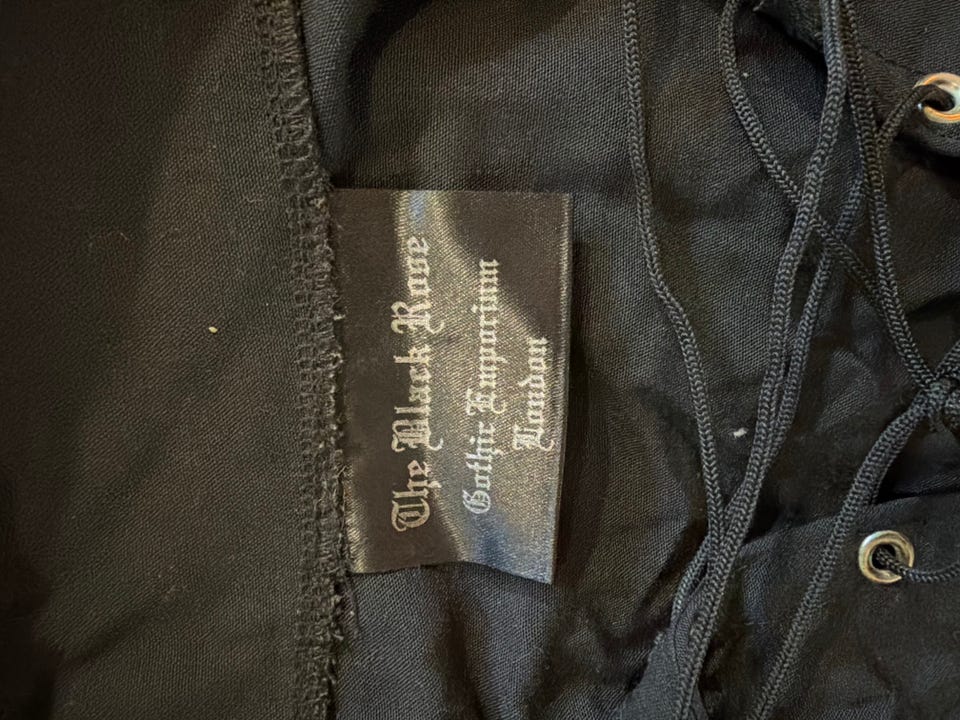 The Black Rose
Gothic Emporium
London